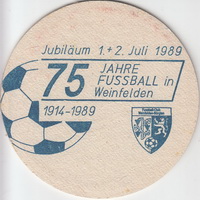 Jubiläum 1.+2. Juli 1989
75 JAHRE
FUSSBALL in
Weinfelden
1914-1989